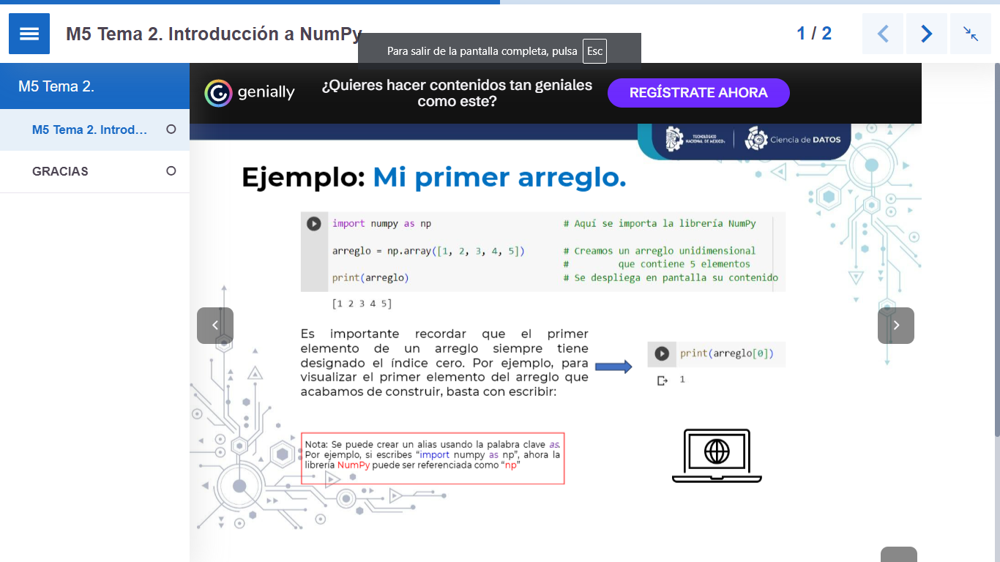 M5 Tema 2. Introducción a NumPy
1 / 2
Para salir de la pantalla completa, pulsa Esc
M5 Tema 2.
M5 Tema 2. Introd...
GRACIAS
genially
¿Quieres hacer contenidos tan geniales
como este?
REGÍSTRATE AHORA
TECNOLÓGICO
NACIONAL DE MÉXICO®
Ciencia de DATOS
Ejemplo: Mi primer arreglo.
import numpy as np # Aquí se importa la librería NumPy
arreglo = np.array([1, 2, 3, 4, 5]) # Creamos un arreglo unidimensional
# que contiene 5 elementos
print(arreglo) # Se despliega en pantalla su contenido
[1 2 3 4 5]
Es importante recordar que el primer
elemento de un arreglo siempre tiene
designado el índice cero. Por ejemplo, para
visualizar el primer elemento del arreglo que
acabamos de construir, basta con escribir:
print(arreglo[0])
1
Nota: Se puede crear un alias usando la palabra clave as.
Por ejemplo, si escribes “import numpy as np”, ahora la
librería NumPy puede ser referenciada como “np”